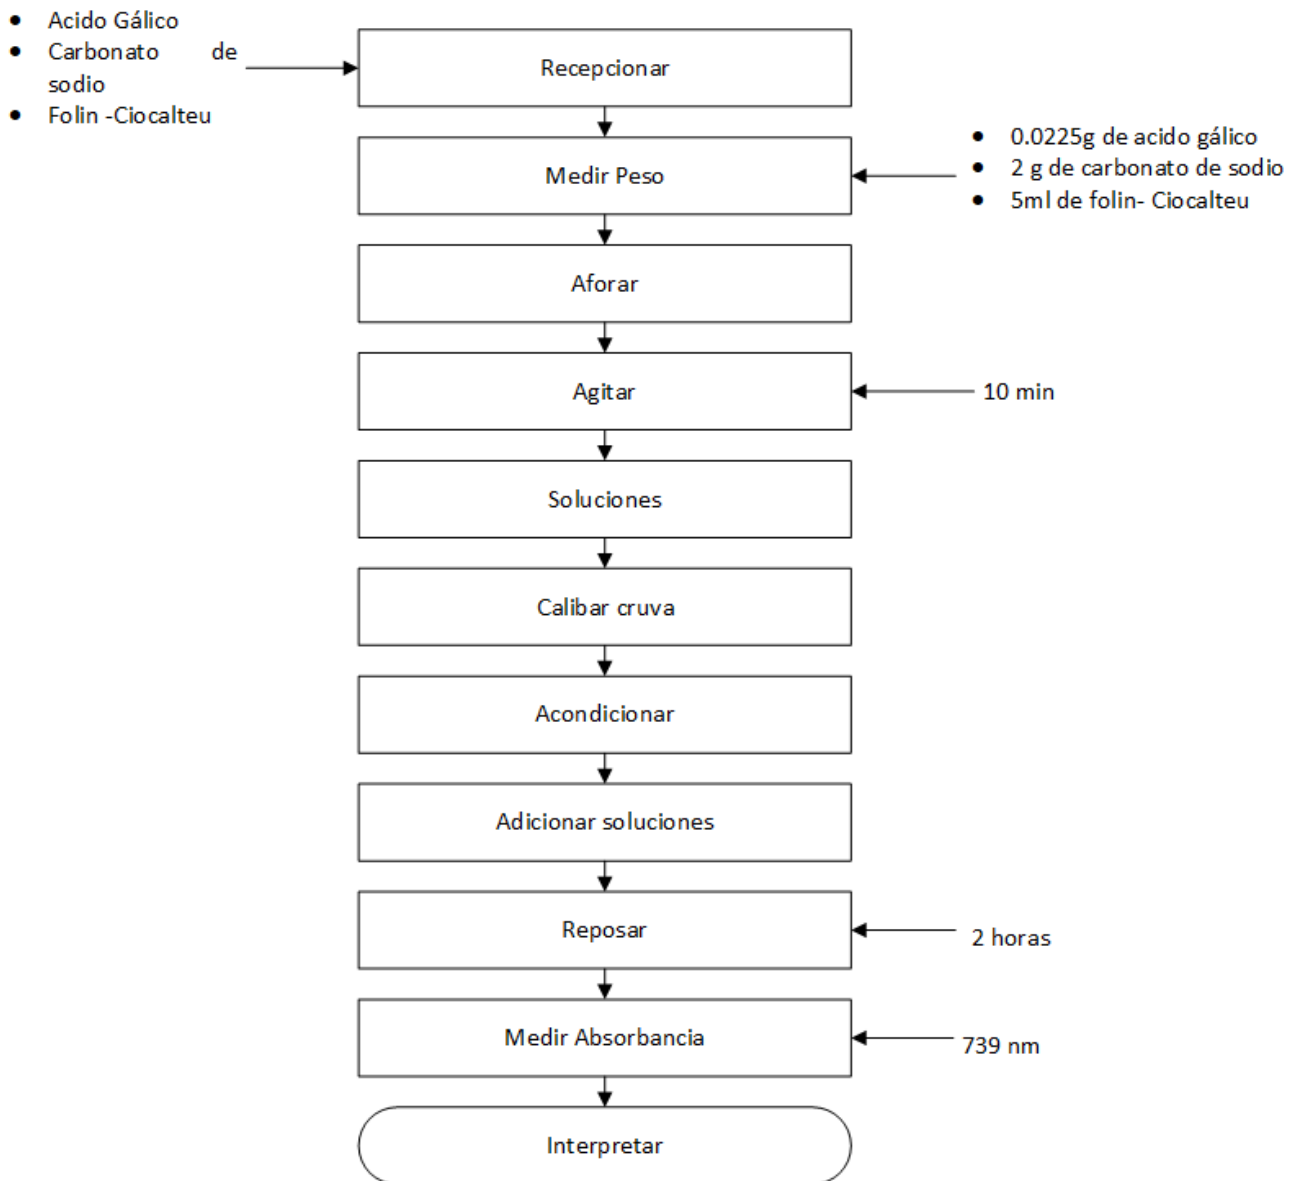 • Acido Gálico
• Carbonato de
sodio
• Folin -Ciocalteu
Recepcionar
Medir Peso
• 0.0225g de acido gálico
• 2 g de carbonato de sodio
• 5ml de folin- Ciocalteu
Aforar
Agitar
10 min
Soluciones
Calibar cruva
Acondicionar
Adicionar soluciones
Reposar
2 horas
Medir Absorbancia
739 nm
Interpretar